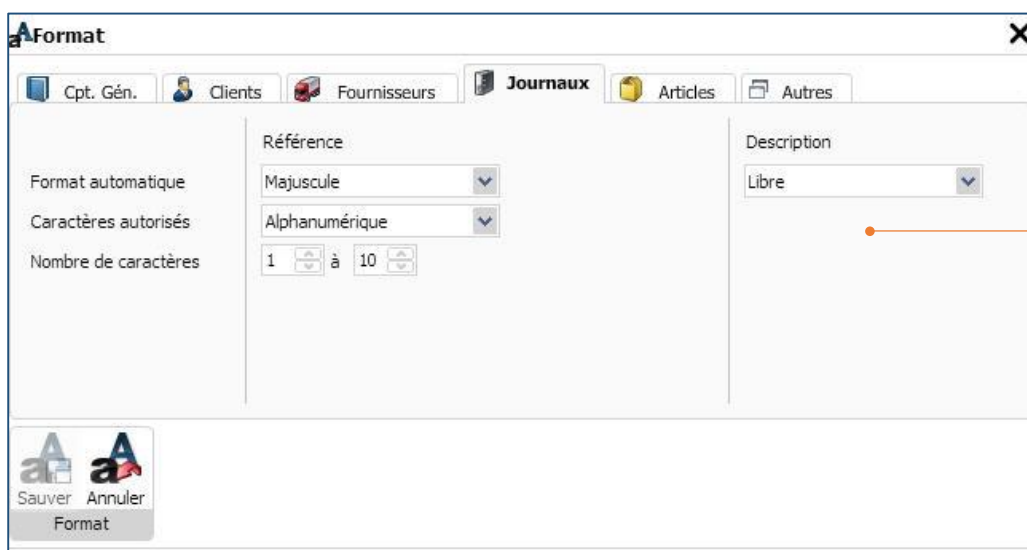 Format
Cpt. Gén. Clients Fournisseurs Journaux Articles Autres
Référence Description
Format automatique Majuscule Libre
Caractères autorisés Alphanumérique
Nombre de caractères 1 à 10
Sauver Annuler
Format